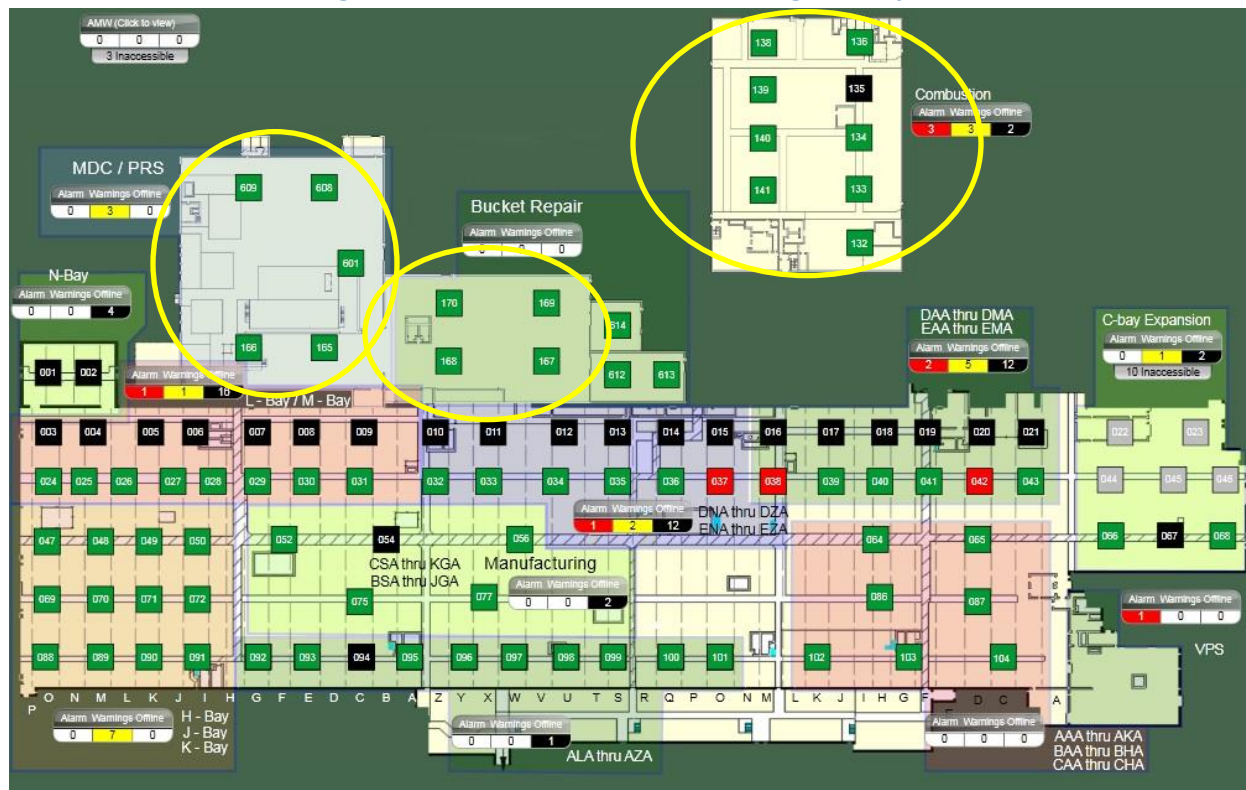 AMW (Click to view)
0 0 0
3 Inaccessible
138 136
139 135
Combustion
Alarm Warnings Offline
3 3 2
140 134
141 133
132
MDC / PRS
Alarm Warnings Offline
0 3 0
609 608
601
166 165
Bucket Repair
Alarm Warnings Offline
0 0 0
170 169
168 167
614
612 613
N-Bay
Alarm Warnings Offline
0 0 4
001 002
Alarm Warnings Offline
1 1 16
L - Bay / M - Bay
DAA thru DMA
EAA thru EMA
Alarm Warnings Offline
2 5 12
C-bay Expansion
Alarm Warnings Offline
0 1 2
10 Inaccessible
003 004 005 006 007 008 009 010 011 012 013 014 015 016 017 018 019 020 021 022 023
024 025 026 027 028 029 030 031 032 033 034 035 036 037 038 039 040 041 042 043 044 045 046
Alarm Warnings Offline
1 2 12
DNA thru DZA
ENA thru EZA
047 048 049 050 052 054 056 064 065 066 067 068
CSA thru KGA
BSA thru JGA
Manufacturing
Alarm Warnings Offline
0 0 2
069 070 071 072 075 077 086 087
Alarm Warnings Offline
1 0 0
VPS
088 089 090 091 092 093 094 095 096 097 098 099 100 101 102 103 104
P O N M L K J I H G F E D C B A Z Y X W V U T S R Q P O N M L K J I H G F E D C A
Alarm Warnings Offline
0 7 0
H - Bay
J - Bay
K - Bay
Alarm Warnings Offline
0 0 1
ALA thru AZA
Alarm Warnings Offline
0 0 0
AAA thru AKA
BAA thru BHA
CAA thru CHA